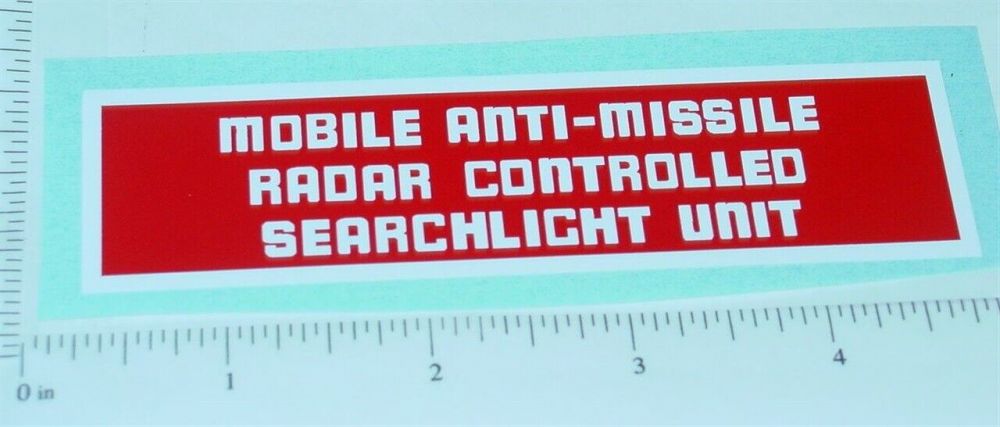 MOBILE ANTI-MISSILE
RADAR CONTROLLED
SEARCHLIGHT UNIT
0 in 1 2 3 4